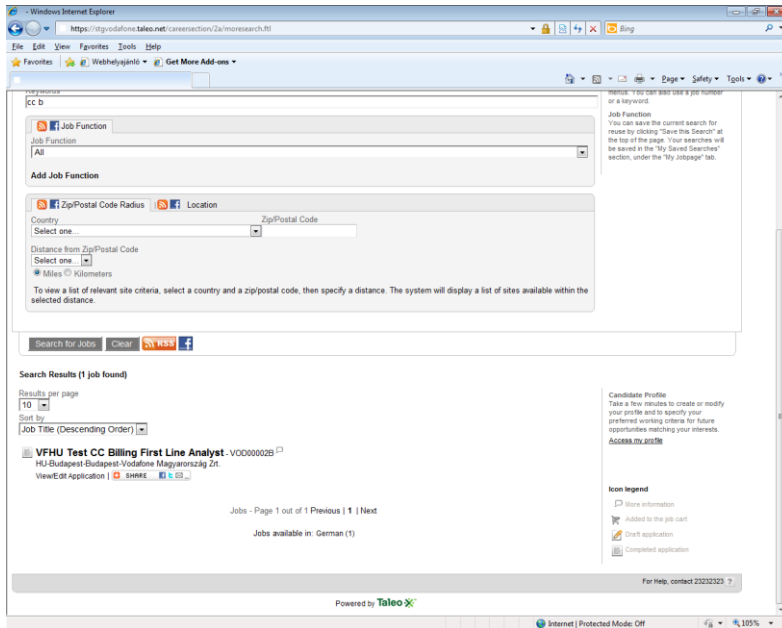 - Windows Internet Explorer
https://stgvodafone.taleo.net/careersection/2a/moresearch.ftl
Bing
File Edit View Favorites Tools Help
Favorites Webhelyajánló Get More Add-ons
Page Safety Tools
Keywords
cc b
menus. You can also use a job number
or a keyword.
Job Function
You can save the current search for
reuse by clicking "Save this Search" at
the top of the page. Your searches will
be saved in the "My Saved Searches"
section, under the "My Jobpage" tab.
Job Function
Job Function
All
Add Job Function
Zip/Postal Code Radius Location
Country Zip/Postal Code
Select one...
Distance from Zip/Postal Code
Select one...
Miles Kilometers
To view a list of relevant site criteria, select a country and a zip/postal code, then specify a distance. The system will display a list of sites available within the
selected distance.
Search for Jobs Clear RSS
Search Results (1 job found)
Results per page
10
Sort by
Job Title (Descending Order)
Candidate Profile
Take a few minutes to create or modify
your profile and to specify your
preferred working criteria for future
opportunities matching your interests.
Access my profile
VFHU Test CC Billing First Line Analyst - VOD00002B
HU-Budapest-Budapest-Vodafone Magyarország Zrt.
View/Edit Application | SHARE
Jobs - Page 1 out of 1 Previous | 1 | Next
Jobs available in: German (1)
Icon legend
More information
Added to the job cart
Draft application
Completed application
For Help, contact 23232323 ?
Powered by Taleo
Internet | Protected Mode: Off 105%